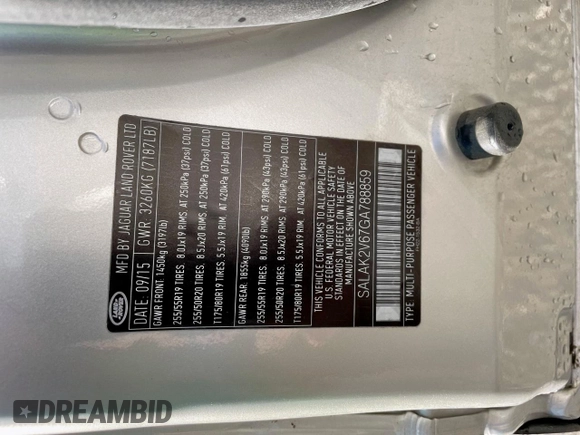 LAND
ROVER
MFD BY JAGUAR LAND ROVER LTD
DATE: 09/15 GWR 3260KG (7187LB)
GAWR FRONT: 1450kg (3197lb)
255/55R19 TIRES. 8.0Jx19 RIMS. AT 250kPA (37psi) COLD
255/50R20 TIRES. 8.5Jx20 RIMS. AT 250kPA (37psi) COLD
T175/80R19 TIRES. 5.5Jx19 RIM. AT 420kPA (61psi) COLD
GAWR REAR: 1855kg (4090lb)
255/55R19 TIRES. 8.0Jx19 RIMS. AT 290kPa (43psi) COLD
255/50R20 TIRES. 8.5Jx20 RIMS. AT 290kPa (43psi) COLD
T175/80R19 TIRES. 5.5Jx19 RIM. AT 420kPA (61psi) COLD
THIS VEHICLE CONFORMS TO ALL APPLICABLE
U.S. FEDERAL MOTOR VEHICLE SAFETY
STANDARDS IN EFFECT ON THE DATE OF
MANUFACTURE SHOWN ABOVE
SALAK2V67GA788859
TYPE: MULTI-PURPOSE PASSENGER VEHICLE
DREAMBID